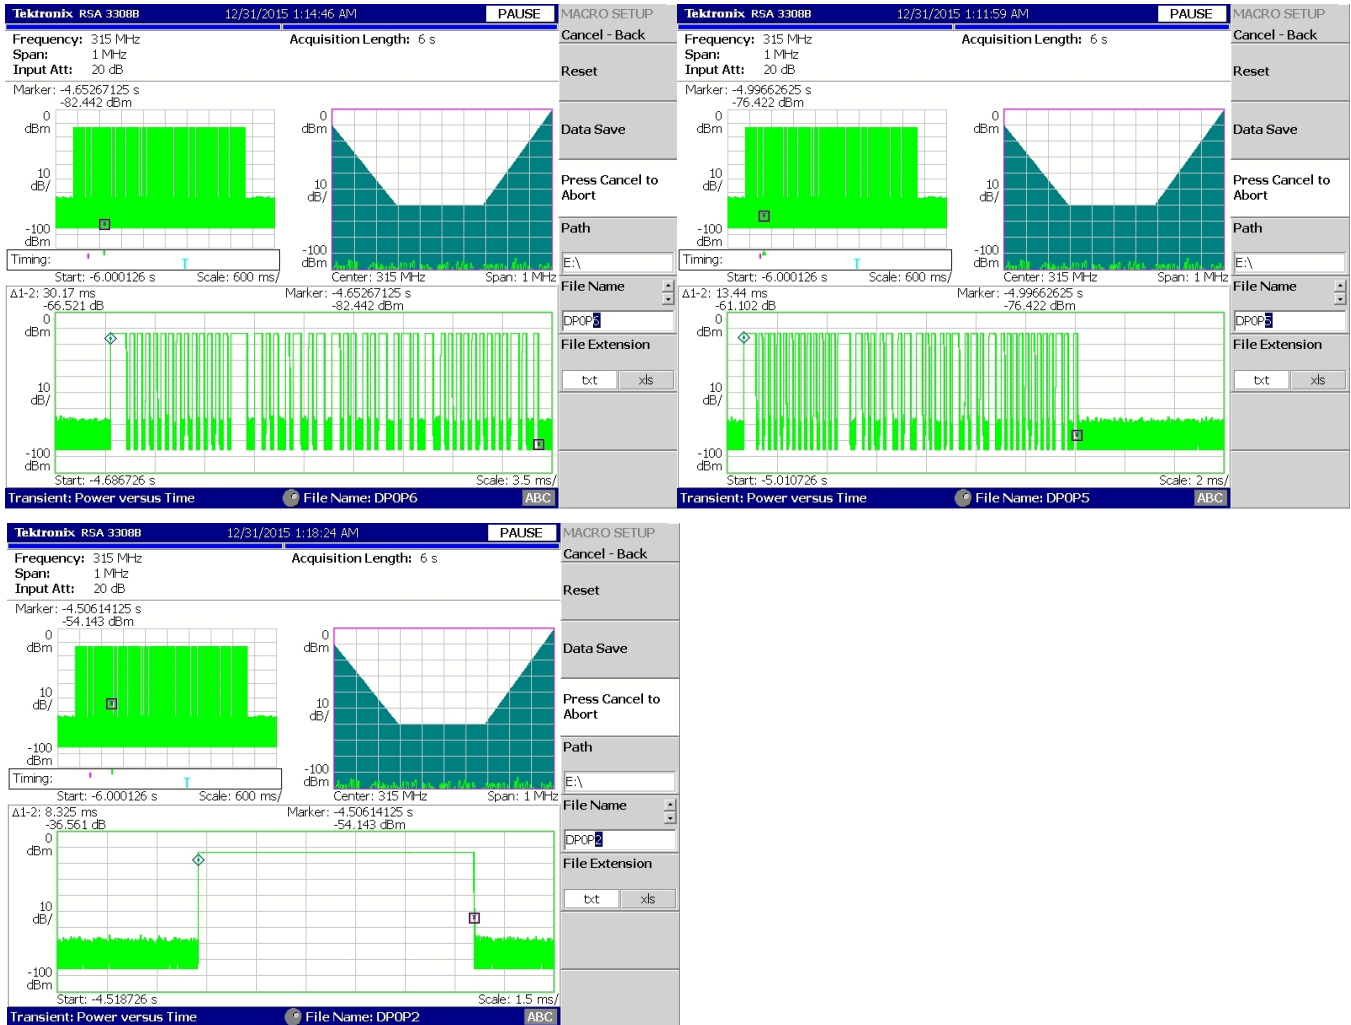 Tektronix RSA 3308B 12/31/2015 1:14:46 AM PAUSE MACRO SETUP
Cancel - Back
Frequency: 315 MHz Acquisition Length: 6 s
Span: 1 MHz
Input Att: 20 dB
Reset
Marker: -4.65267125 s
-82.442 dBm
0
dBm
10
dB/
-100
dBm
0
dBm
10
dB/
-100
dBm
Data Save
Press Cancel to
Abort
Path
E:\
Timing: T
Start: -6.000126 s Scale: 600 ms/ Center: 315 MHz Span: 1 MHz
File Name
DP0P6
File Extension
txt xls
Δ1-2: 30.17 ms Marker: -4.65267125 s
-66.521 dB -82.442 dBm
0
dBm
10
dB/
-100
dBm
Start: -4.686726 s Scale: 3.5 ms/
Transient: Power versus Time File Name: DP0P6 ABC
Tektronix RSA 3308B 12/31/2015 1:11:59 AM PAUSE MACRO SETUP
Cancel - Back
Frequency: 315 MHz Acquisition Length: 6 s
Span: 1 MHz
Input Att: 20 dB
Reset
Marker: -4.99662625 s
-76.422 dBm
0
dBm
10
dB/
-100
dBm
0
dBm
10
dB/
-100
dBm
Data Save
Press Cancel to
Abort
Path
E:\
Timing: T
Start: -6.000126 s Scale: 600 ms/ Center: 315 MHz Span: 1 MHz
File Name
DP0P5
File Extension
txt xls
Δ1-2: 13.44 ms Marker: -4.99662625 s
-61.102 dB -76.422 dBm
0
dBm
10
dB/
-100
dBm
Start: -5.010726 s Scale: 2 ms/
Transient: Power versus Time File Name: DP0P5 ABC
Tektronix RSA 3308B 12/31/2015 1:18:24 AM PAUSE MACRO SETUP
Cancel - Back
Frequency: 315 MHz Acquisition Length: 6 s
Span: 1 MHz
Input Att: 20 dB
Reset
Marker: -4.50614125 s
-54.143 dBm
0
dBm
10
dB/
-100
dBm
0
dBm
10
dB/
-100
dBm
Data Save
Press Cancel to
Abort
Path
E:\
Timing: T
Start: -6.000126 s Scale: 600 ms/ Center: 315 MHz Span: 1 MHz
File Name
DP0P2
File Extension
txt xls
Δ1-2: 8.325 ms Marker: -4.50614125 s
-36.561 dB -54.143 dBm
0
dBm
10
dB/
-100
dBm
Start: -4.518726 s Scale: 1.5 ms/
Transient: Power versus Time File Name: DP0P2 ABC